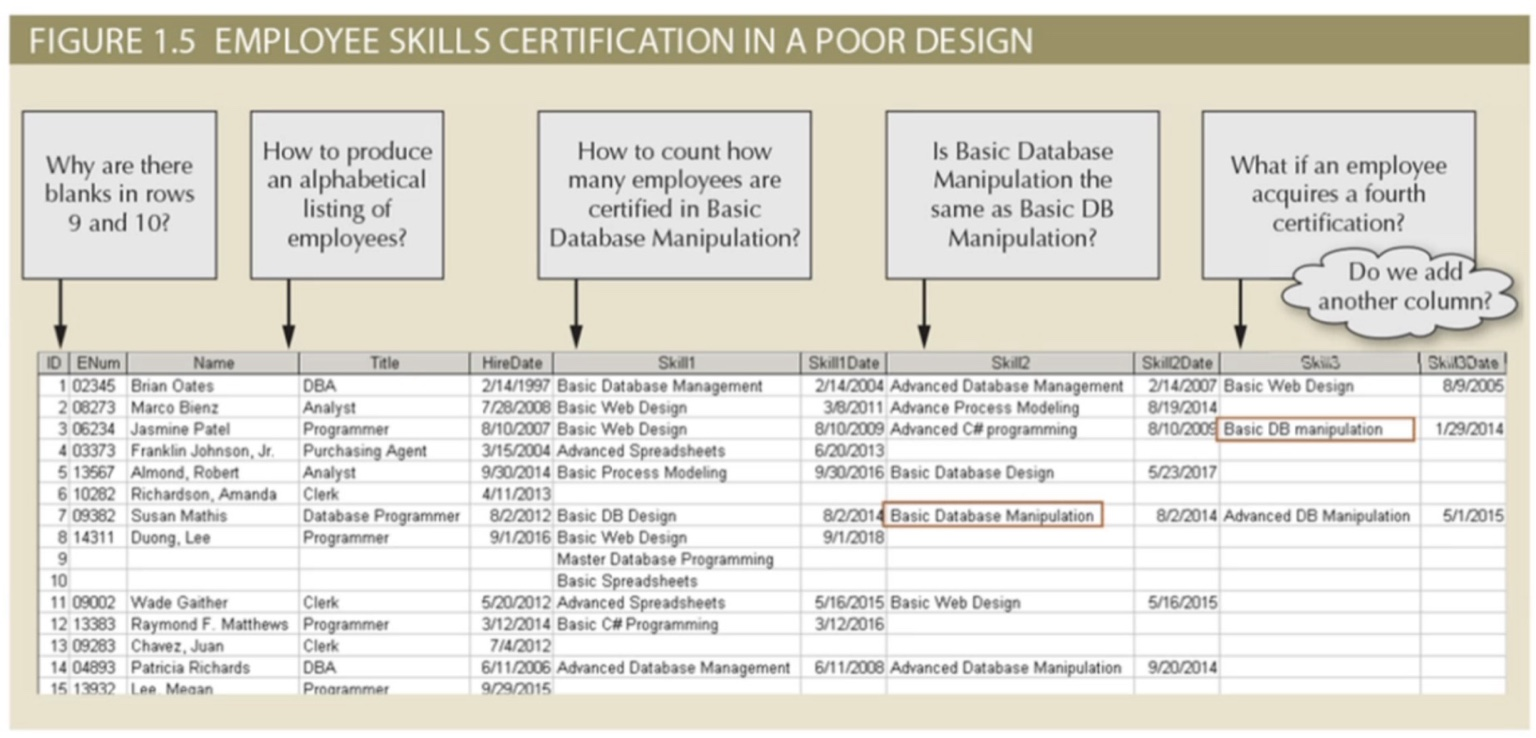 FIGURE 1.5 EMPLOYEE SKILLS CERTIFICATION IN A POOR DESIGN
Why are there
blanks in rows
9 and 10?
How to produce
an alphabetical
listing of
employees?
How to count how
many employees are
certified in Basic
Database Manipulation?
Is Basic Database
Manipulation the
same as Basic DB
Manipulation?
What if an employee
acquires a fourth
certification?
Do we add
another column?
ID ENum Name Title HireDate Skill1 Skill1Date Skill2 Skill2Date Skill3 Skill3Date
1 02345 Brian Oates DBA 2/14/1997 Basic Database Management 2/14/2004 Advanced Database Management 2/14/2007 Basic Web Design 8/9/2005
2 08273 Marco Bienz Analyst 7/28/2008 Basic Web Design 3/8/2011 Advance Process Modeling 8/19/2014
3 06234 Jasmine Patel Programmer 8/10/2007 Basic Web Design 8/10/2009 Advanced C# programming 8/10/2009 Basic DB manipulation 1/29/2014
4 03373 Franklin Johnson, Jr. Purchasing Agent 3/15/2004 Advanced Spreadsheets 6/20/2013
5 13567 Almond, Robert Analyst 9/30/2014 Basic Process Modeling 9/30/2016 Basic Database Design 5/23/2017
6 10282 Richardson, Amanda Clerk 4/11/2013
7 09382 Susan Mathis Database Programmer 8/2/2012 Basic DB Design 8/2/2014 Basic Database Manipulation 8/2/2014 Advanced DB Manipulation 5/1/2015
8 14311 Duong, Lee Programmer 9/1/2016 Basic Web Design 9/1/2018
9 Master Database Programming
10 Basic Spreadsheets
11 09002 Wade Gaither Clerk 5/20/2012 Advanced Spreadsheets 5/16/2015 Basic Web Design 5/16/2015
12 13383 Raymond F. Matthews Programmer 3/12/2014 Basic C# Programming 3/12/2016
13 09283 Chavez, Juan Clerk 7/4/2012
14 04893 Patricia Richards DBA 6/11/2006 Advanced Database Management 6/11/2008 Advanced Database Manipulation 9/20/2014
15 13932 Lee, Megan Programmer 9/29/2015